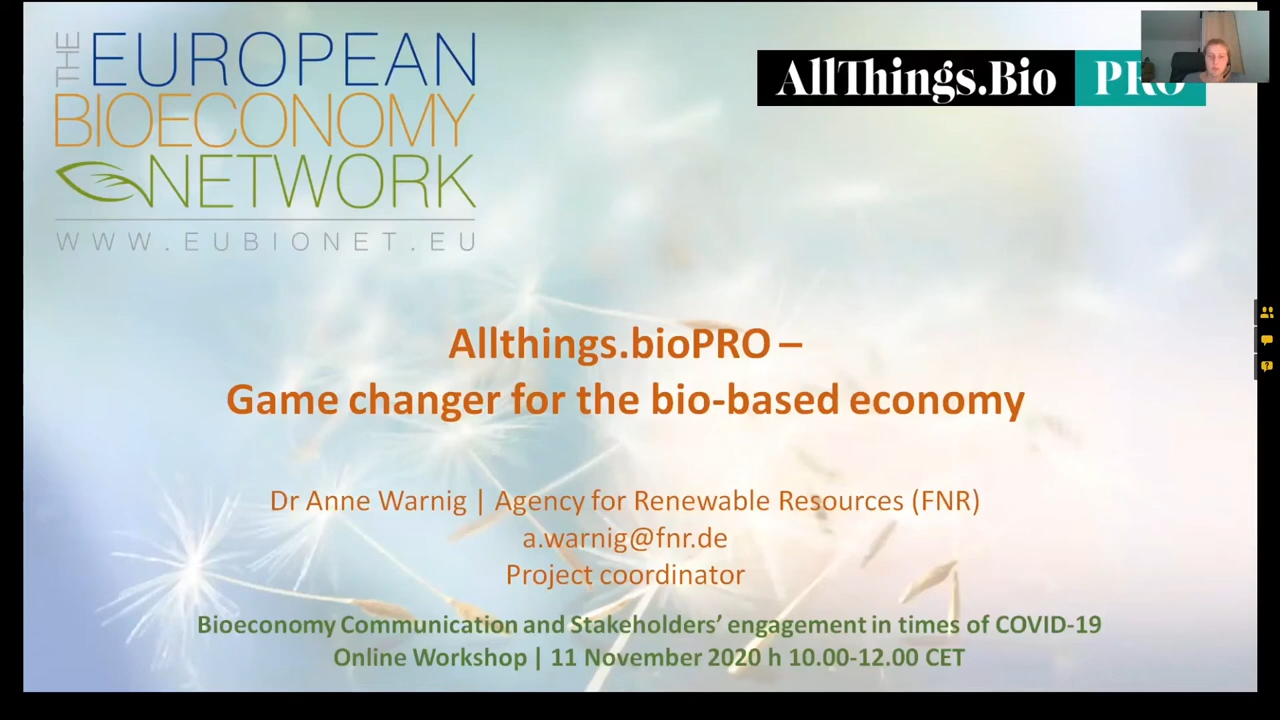 THE EUROPEAN
BIOECONOMY
NETWORK
WWW.EUBIONET.EU
AllThings.Bio PRO
Allthings.bioPRO –
Game changer for the bio-based economy
Dr Anne Warnig | Agency for Renewable Resources (FNR)
a.warnig@fnr.de
Project coordinator
Bioeconomy Communication and Stakeholders’ engagement in times of COVID-19
Online Workshop | 11 November 2020 h 10.00-12.00 CET